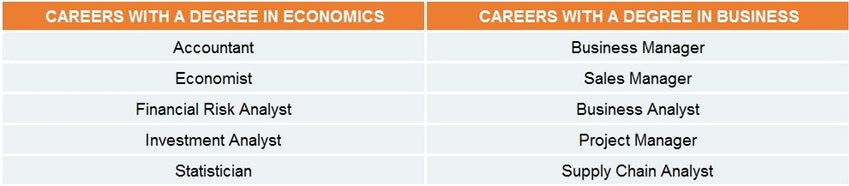 CAREERS WITH A DEGREE IN ECONOMICS CAREERS WITH A DEGREE IN BUSINESS
Accountant Business Manager
Economist Sales Manager
Financial Risk Analyst Business Analyst
Investment Analyst Project Manager
Statistician Supply Chain Analyst